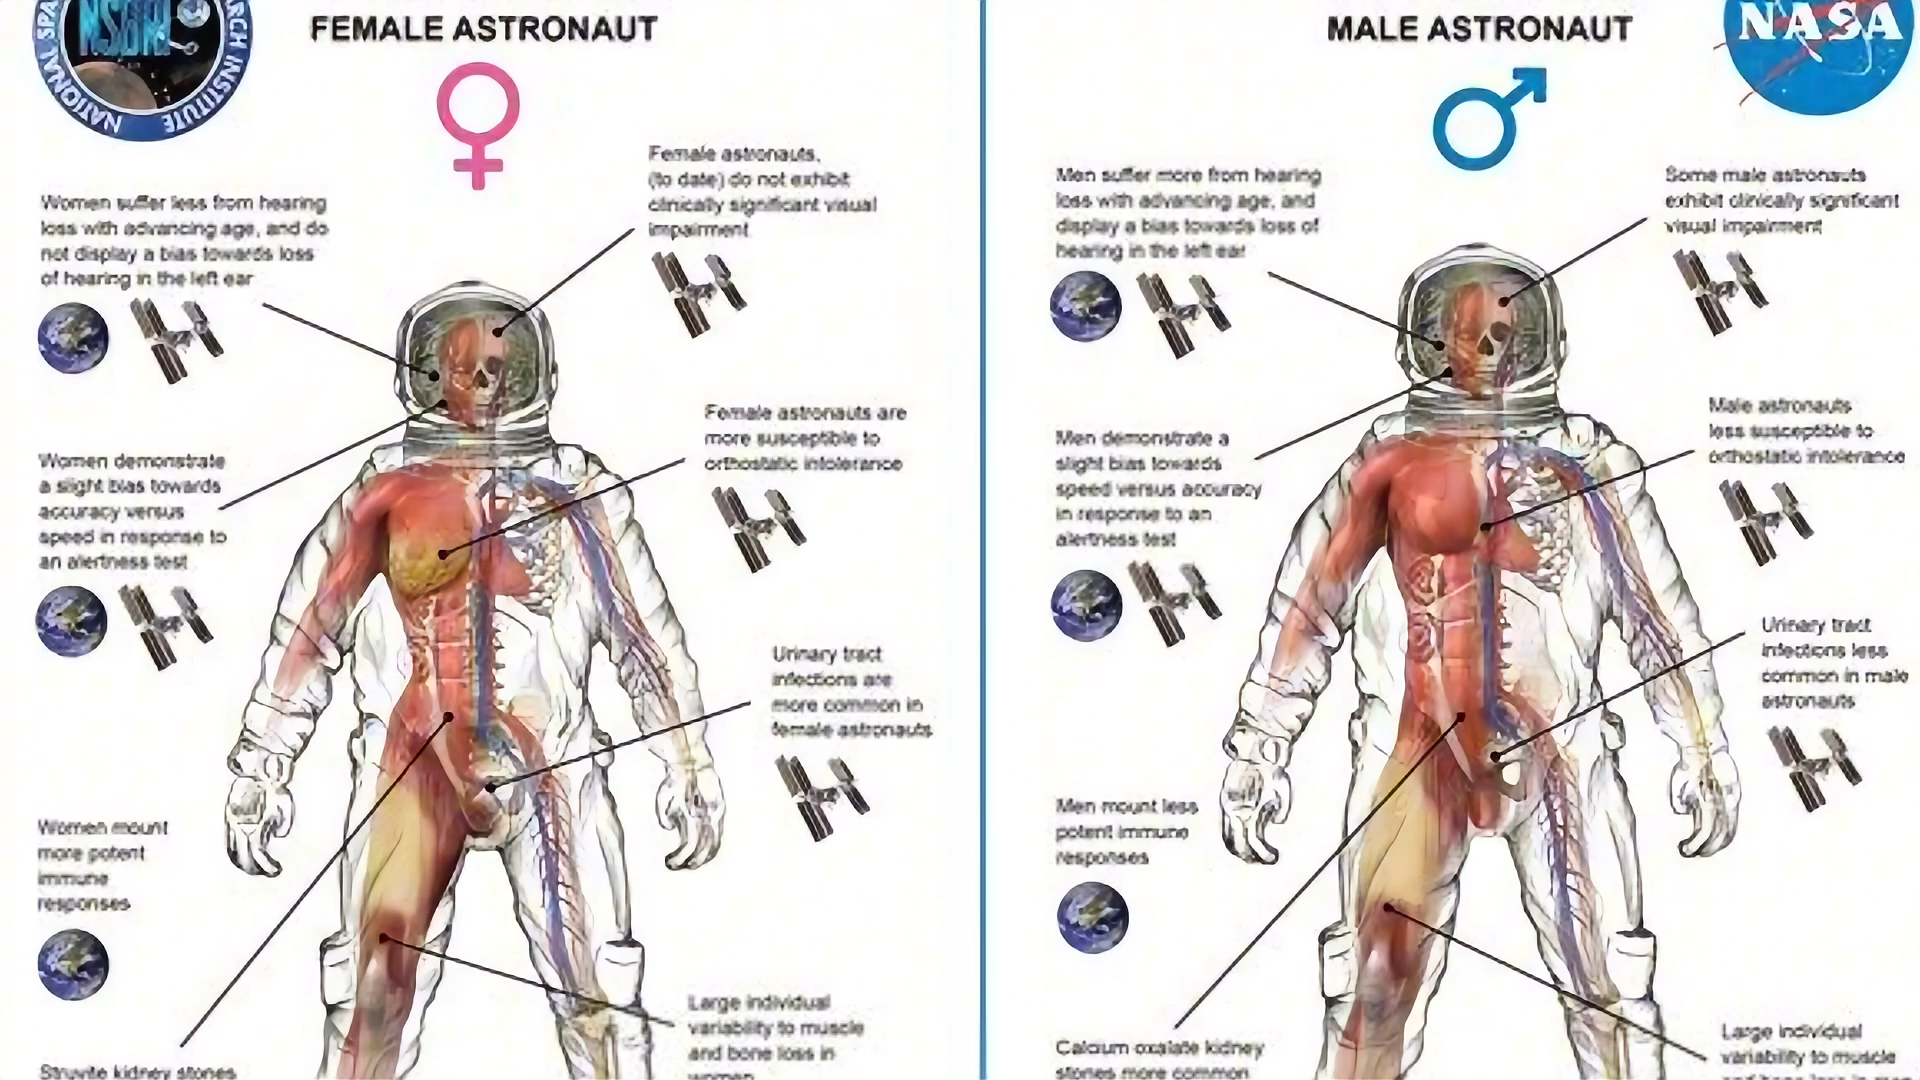 NSBRI
NATIONAL SPA
RCH INSTITUTE
FEMALE ASTRONAUT
Women suffer less from hearing
loss with advancing age, and do
not display a bias towards loss
of hearing in the left ear
Female astronauts,
(to date) do not exhibit
clinically significant visual
impairment
Women demonstrate
a slight bias towards
accuracy versus
speed in response to
an alertness test
Female astronauts are
more susceptible to
orthostatic intolerance
Urinary tract
infections are
more common in
female astronauts
Women mount
more potent
immune
responses
Large individual
variability to muscle
and bone loss in
women
Struvite kidney stones
MALE ASTRONAUT
NASA
Men suffer more from hearing
loss with advancing age, and
display a bias towards loss of
hearing in the left ear
Some male astronauts
exhibit clinically significant
visual impairment
Men demonstrate a
slight bias towards
speed versus accuracy
in response to an
alertness test
Male astronauts
less susceptible to
orthostatic intolerance
Urinary tract
infections less
common in male
astronauts
Men mount less
potent immune
responses
Calcium oxalate kidney
stones more common
Large individual
variability to muscle
and bone loss in men